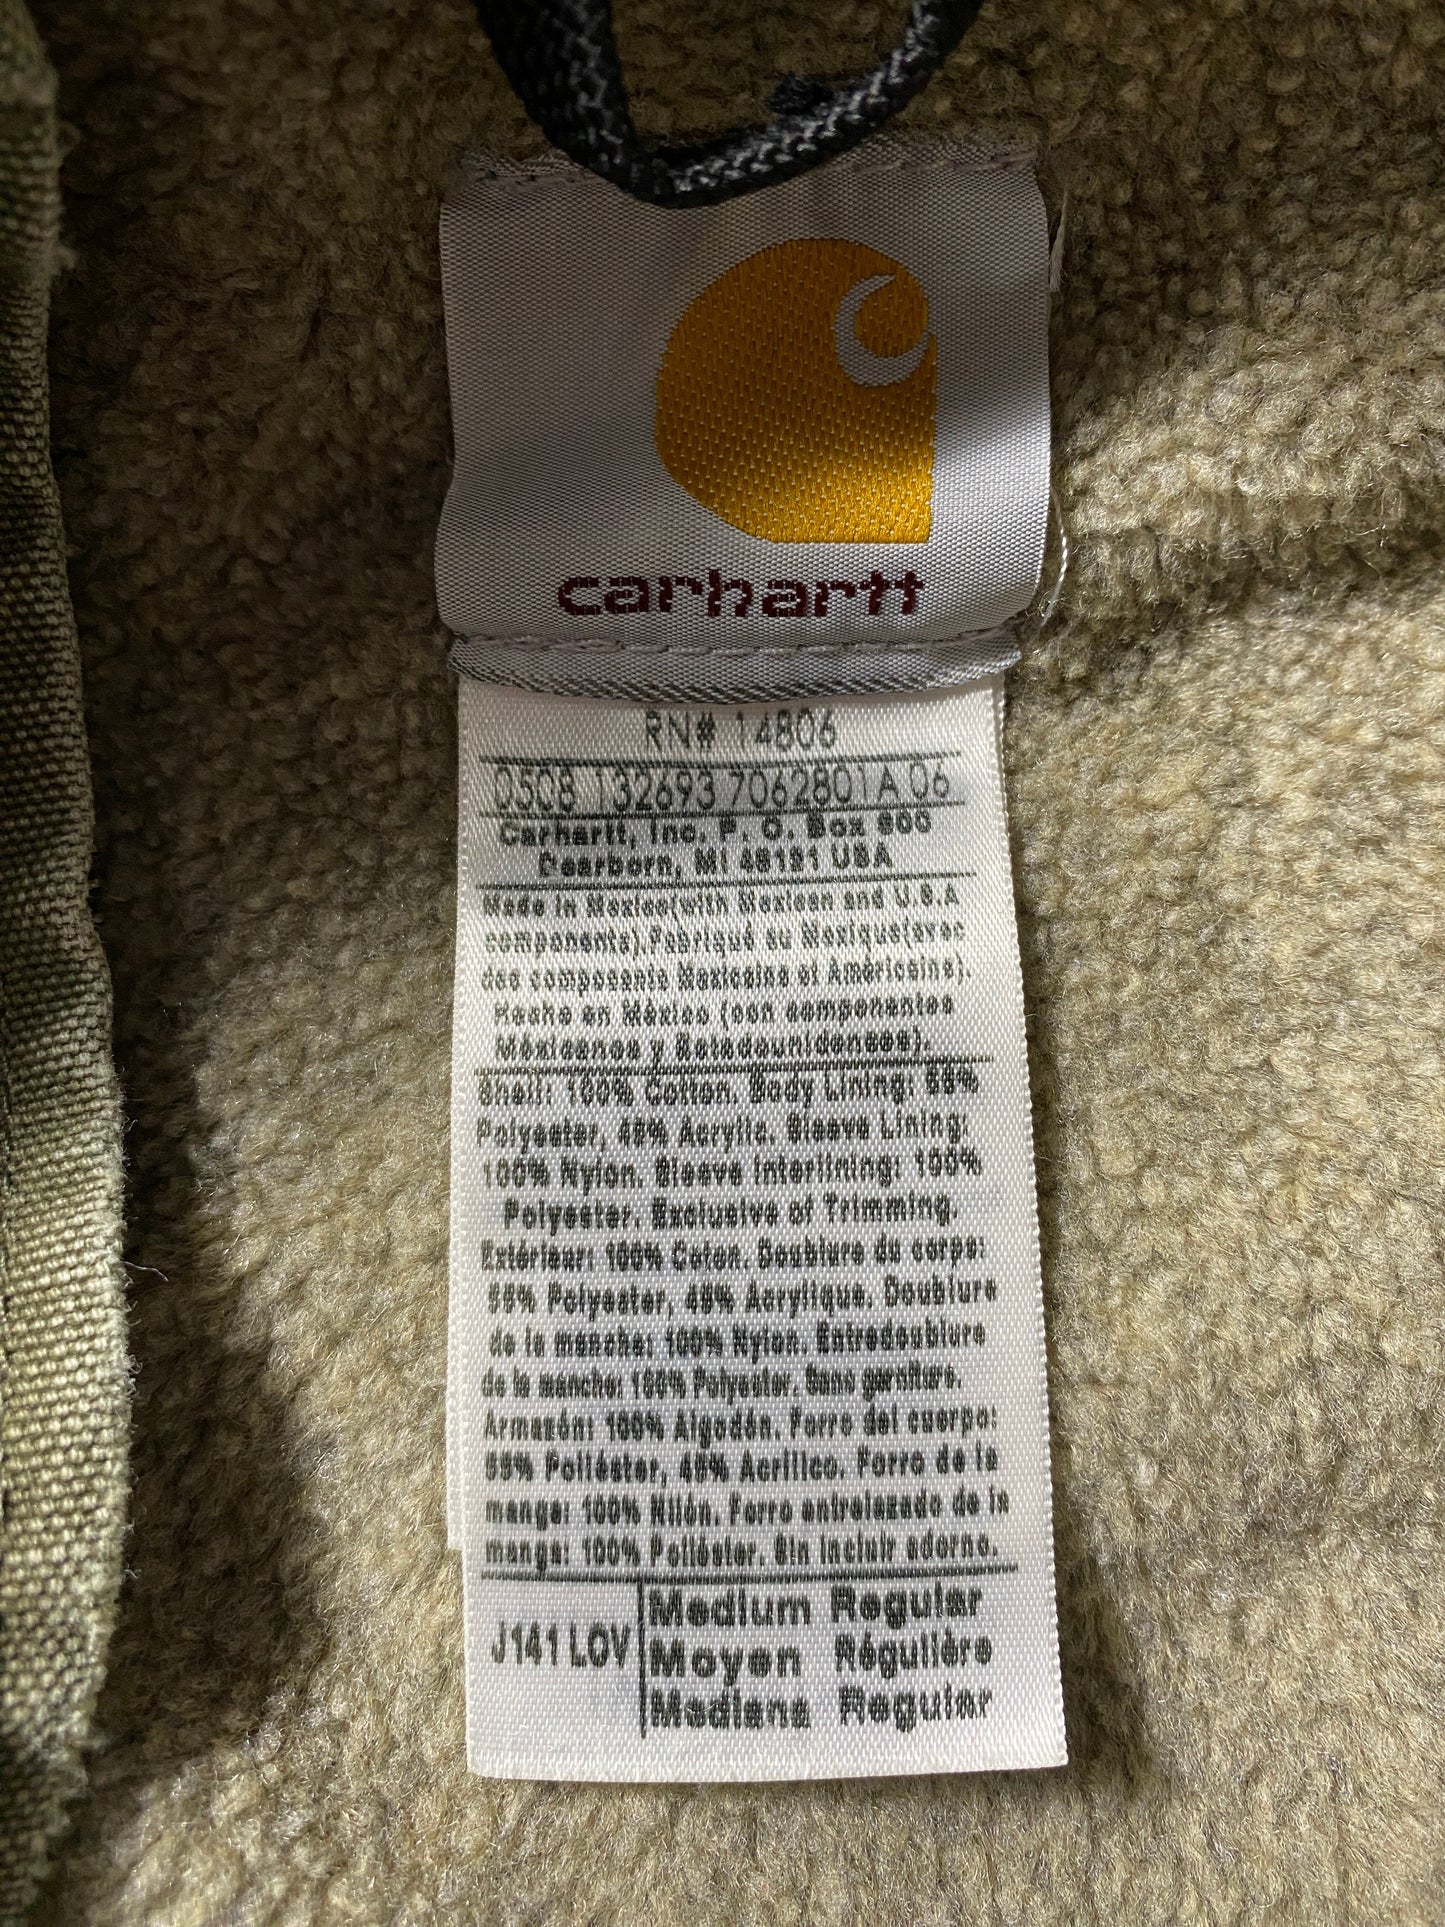 carhartt
RN# 14806
0508 132693 7062801A 06
Carhartt, Inc. P. O. Box 600
Dearborn, MI 48121 USA
Made in Mexico(with Mexican and U.S.A
components).Fabriqué au Mexique(avec
des composants Mexicains et Américains).
Hecho en México (con componentes
Méxicanos y Estadounidenses).
Shell: 100% Cotton. Body Lining: 55%
Polyester, 45% Acrylic. Sleeve Lining:
100% Nylon. Sleeve Interlining: 100%
Polyester. Exclusive of Trimming.
Extérieur: 100% Coton. Doublure du corps:
55% Polyester, 45% Acrylique. Doublure
de la manche: 100% Nylon. Entredoublure
de la manche: 100% Polyester. Sans garniture.
Armazón: 100% Algodón. Forro del cuerpo:
55% Poliéster, 45% Acrílico. Forro de la
manga: 100% Nilón. Forro entrelazado de la
manga: 100% Poliéster. Sin incluir adorno.
J141 LOV
Medium Regular
Moyen Régulière
Mediana Regular